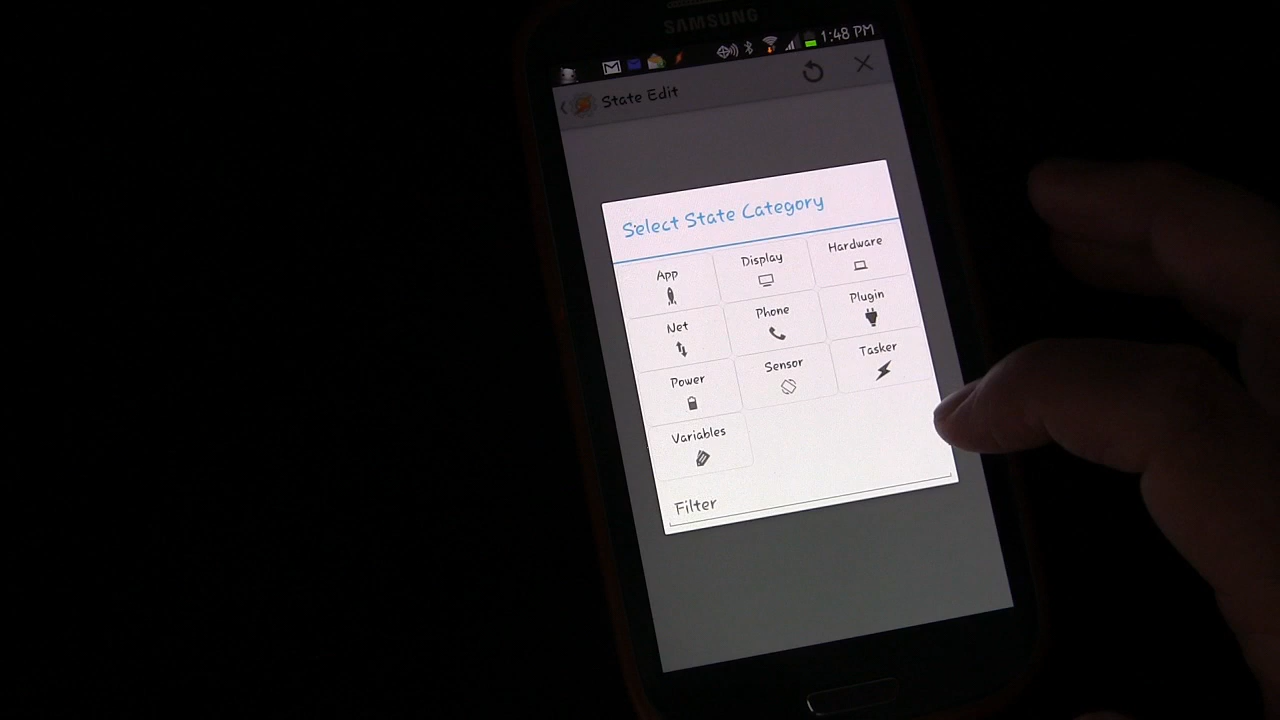 SAMSUNG
1:48 PM
State Edit
Select State Category
App
Display
Hardware
Net
Phone
Plugin
Power
Sensor
Tasker
Variables
Filter